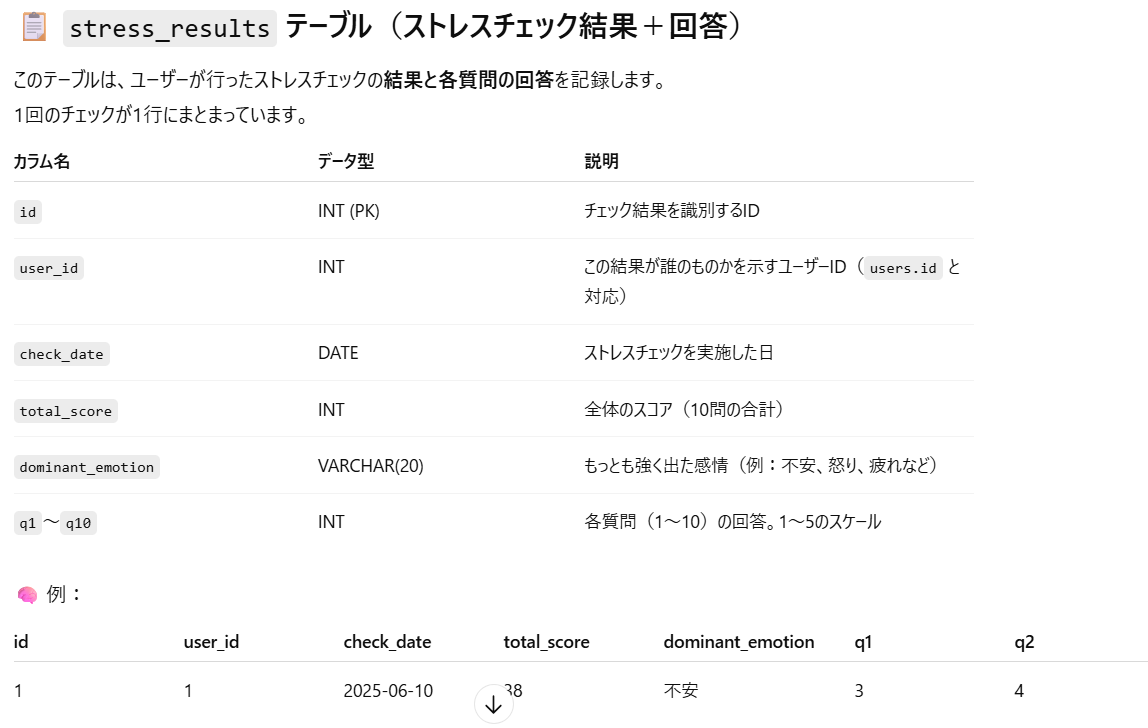 📋 stress_results テーブル（ストレスチェック結果＋回答）
このテーブルは、ユーザーが行ったストレスチェックの結果と各質問の回答を記録します。
1回のチェックが1行にまとまっています。
カラム名 データ型 説明
id INT (PK) チェック結果を識別するID
user_id INT この結果が誰のものかを示すユーザーID（users.id と
対応）
check_date DATE ストレスチェックを実施した日
total_score INT 全体のスコア（10問の合計）
dominant_emotion VARCHAR(20) もっとも強く出た感情（例：不安、怒り、疲れなど）
q1～q10 INT 各質問（1～10）の回答。1～5のスケール
🧠 例：
id user_id check_date total_score dominant_emotion q1 q2
1 1 2025-06-10 38 不安 3 4